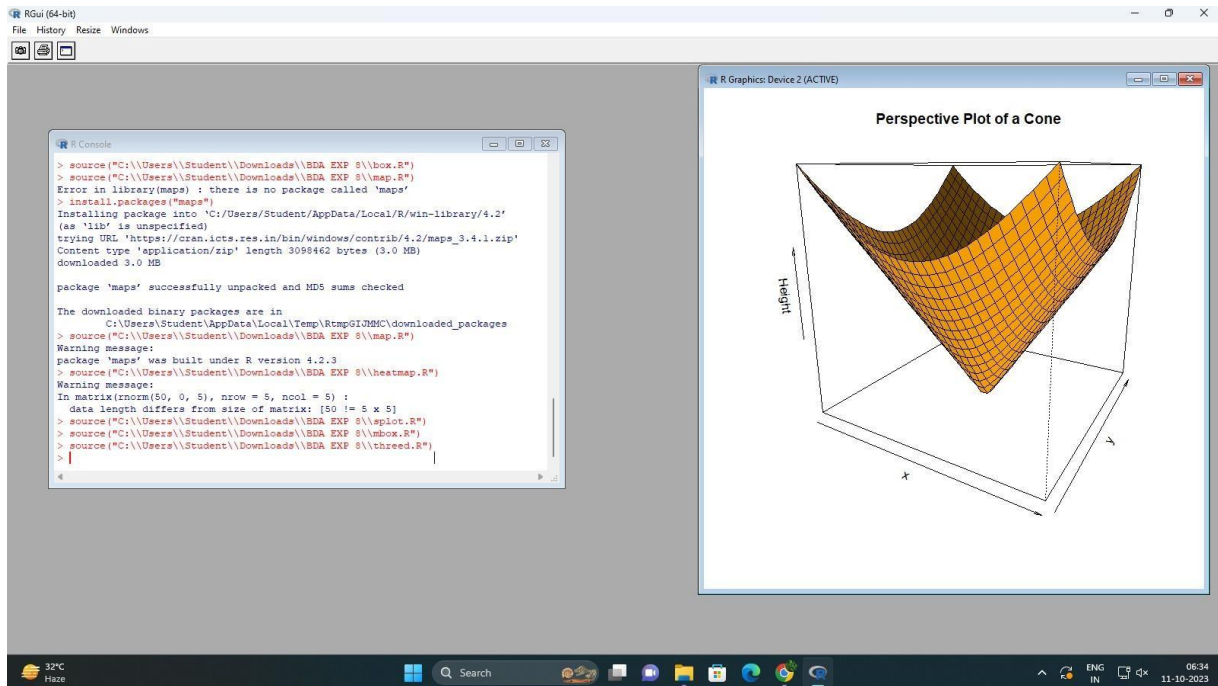 RGui (64-bit)
File History Resize Windows
R Console
> source("C:\\Users\\Student\\Downloads\\BDA EXP 8\\box.R")
> source("C:\\Users\\Student\\Downloads\\BDA EXP 8\\map.R")
Error in library(maps) : there is no package called ‘maps’
> install.packages("maps")
Installing package into ‘C:/Users/Student/AppData/Local/R/win-library/4.2’
(as ‘lib’ is unspecified)
trying URL 'https://cran.icts.res.in/bin/windows/contrib/4.2/maps_3.4.1.zip'
Content type 'application/zip' length 3098462 bytes (3.0 MB)
downloaded 3.0 MB
package ‘maps’ successfully unpacked and MD5 sums checked
The downloaded binary packages are in
C:\Users\Student\AppData\Local\Temp\RtmpGIJMMC\downloaded_packages
> source("C:\\Users\\Student\\Downloads\\BDA EXP 8\\map.R")
Warning message:
package ‘maps’ was built under R version 4.2.3
> source("C:\\Users\\Student\\Downloads\\BDA EXP 8\\heatmap.R")
Warning message:
In matrix(rnorm(50, 0, 5), nrow = 5, ncol = 5) :
data length differs from size of matrix: [50 != 5 x 5]
> source("C:\\Users\\Student\\Downloads\\BDA EXP 8\\splot.R")
> source("C:\\Users\\Student\\Downloads\\BDA EXP 8\\mbox.R")
> source("C:\\Users\\Student\\Downloads\\BDA EXP 8\\threed.R")
>
R Graphics: Device 2 (ACTIVE)
Perspective Plot of a Cone
Height
x
y
32°C
Haze
Search
ENG
IN
06:34
11-10-2023